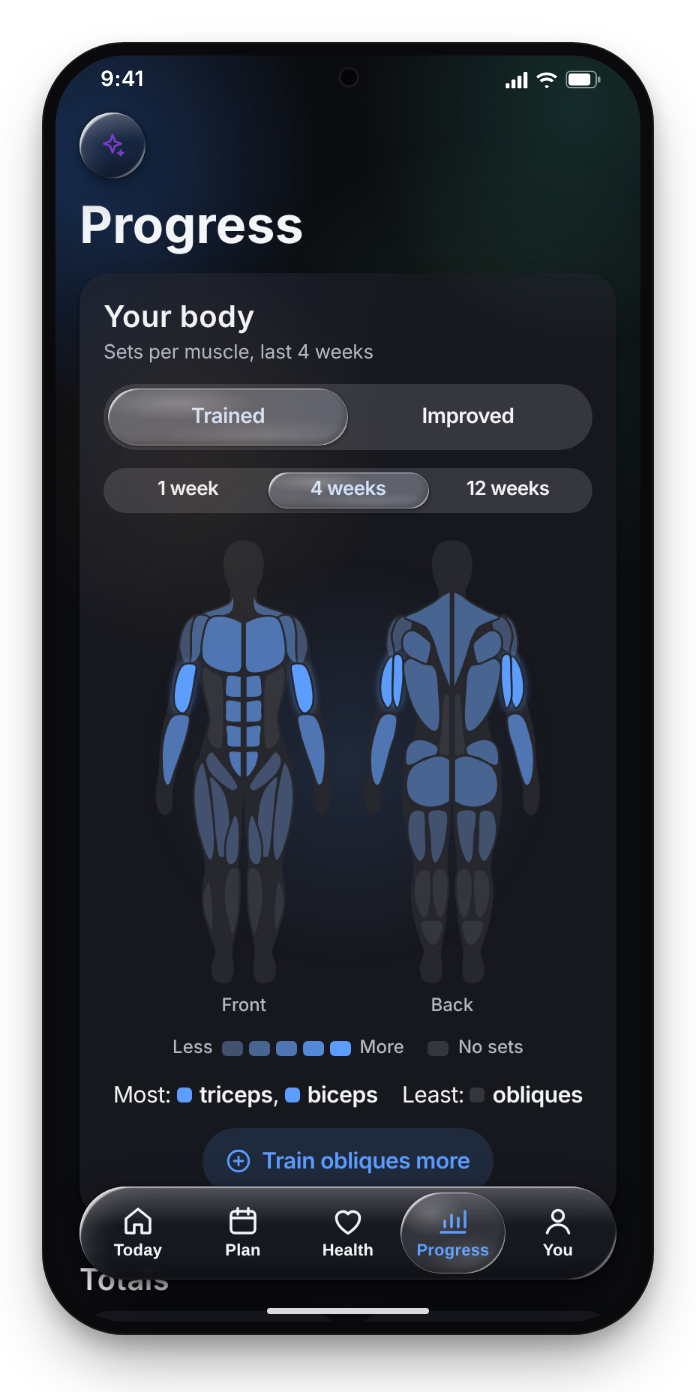 9:41
Progress
Your body
Sets per muscle, last 4 weeks
Trained Improved
1 week 4 weeks 12 weeks
Front Back
Less More No sets
Most: triceps, biceps Least: obliques
Train obliques more
Today Plan Health Progress You
Totals